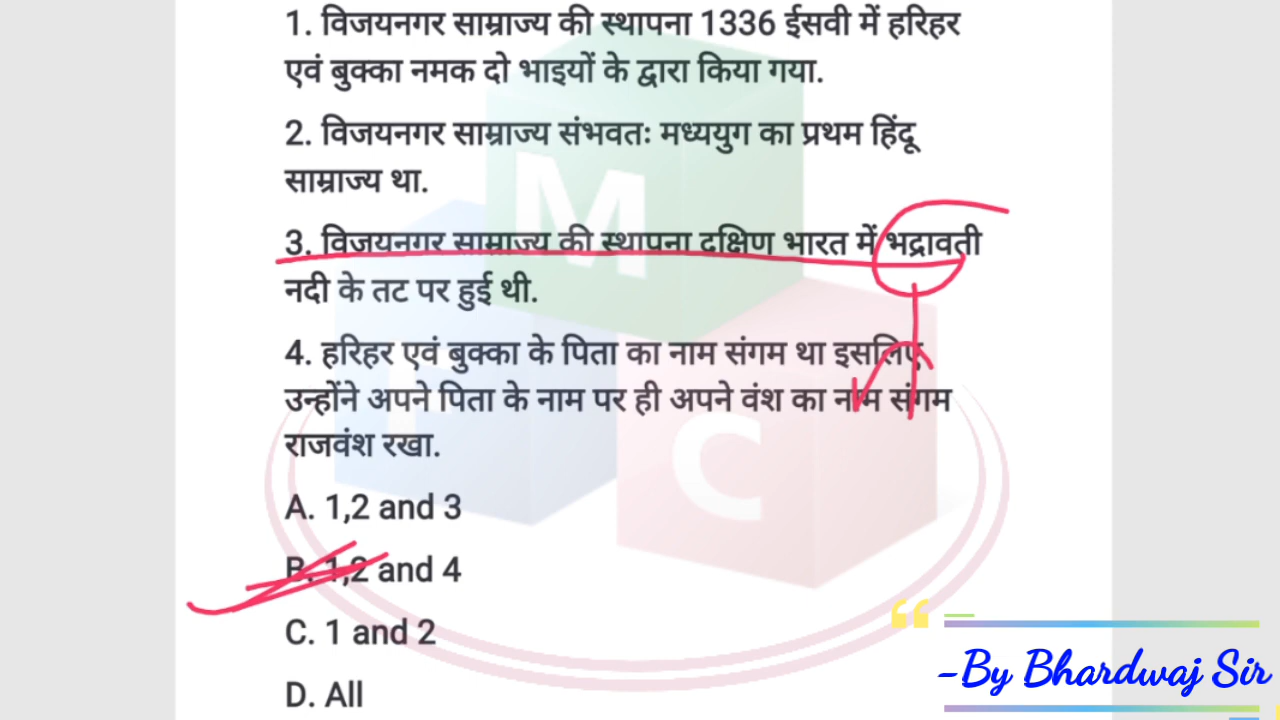 1. विजयनगर साम्राज्य की स्थापना 1336 ईसवी में हरिहर
एवं बुक्का नमक दो भाइयों के द्वारा किया गया.
2. विजयनगर साम्राज्य संभवतः मध्ययुग का प्रथम हिंदू
साम्राज्य था.
3. विजयनगर साम्राज्य की स्थापना दक्षिण भारत में भद्रावती
नदी के तट पर हुई थी.
4. हरिहर एवं बुक्का के पिता का नाम संगम था इसलिए
उन्होंने अपने पिता के नाम पर ही अपने वंश का नाम संगम
राजवंश रखा.
A. 1,2 and 3
B. 1,2 and 4
C. 1 and 2
D. All
M
C
“
-By Bhardwaj Sir